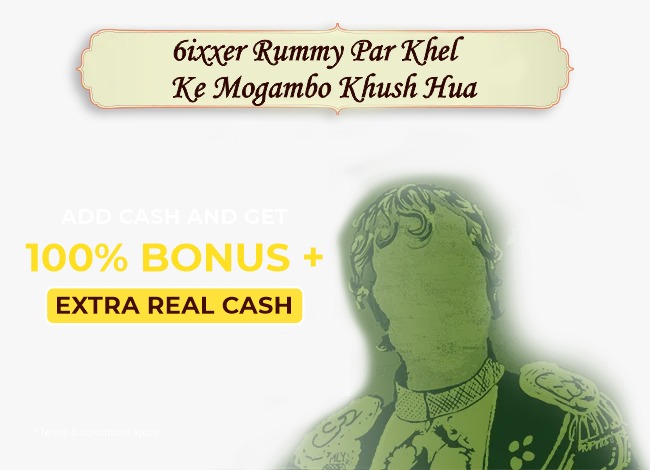 6ixxer Rummy Par Khel
Ke Mogambo Khush Hua
ADD CASH AND GET
100% BONUS +
EXTRA REAL CASH